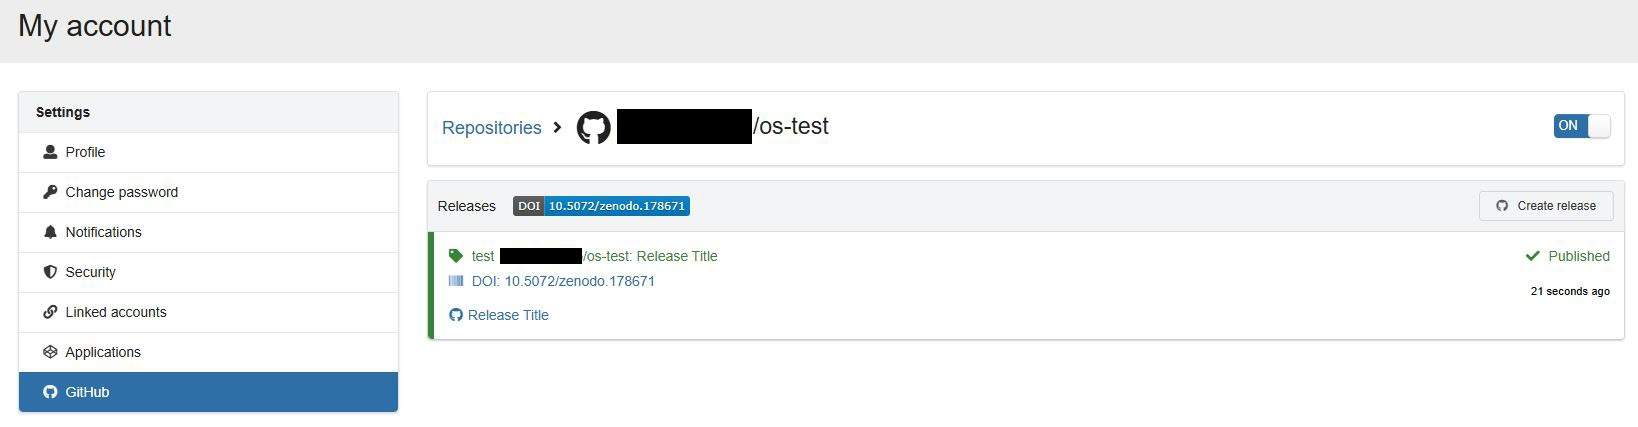 My account
Settings
Profile
Change password
Notifications
Security
Linked accounts
Applications
GitHub
Repositories > /os-test
ON
Releases DOI 10.5072/zenodo.178671
Create release
test /os-test: Release Title
Published
DOI: 10.5072/zenodo.178671
21 seconds ago
Release Title